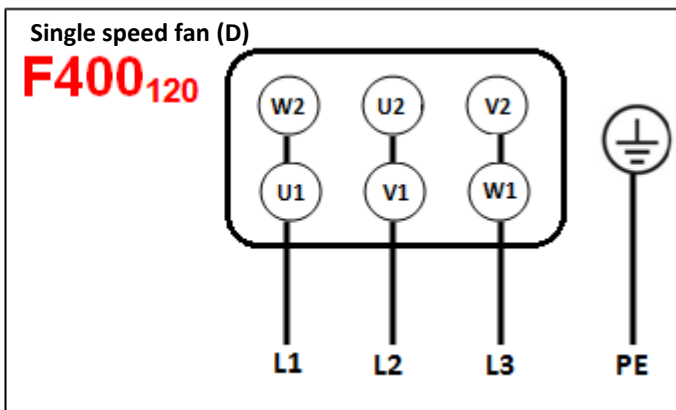 Single speed fan (D)
F400120
W2 U2 V2
U1 V1 W1
L1 L2 L3 PE